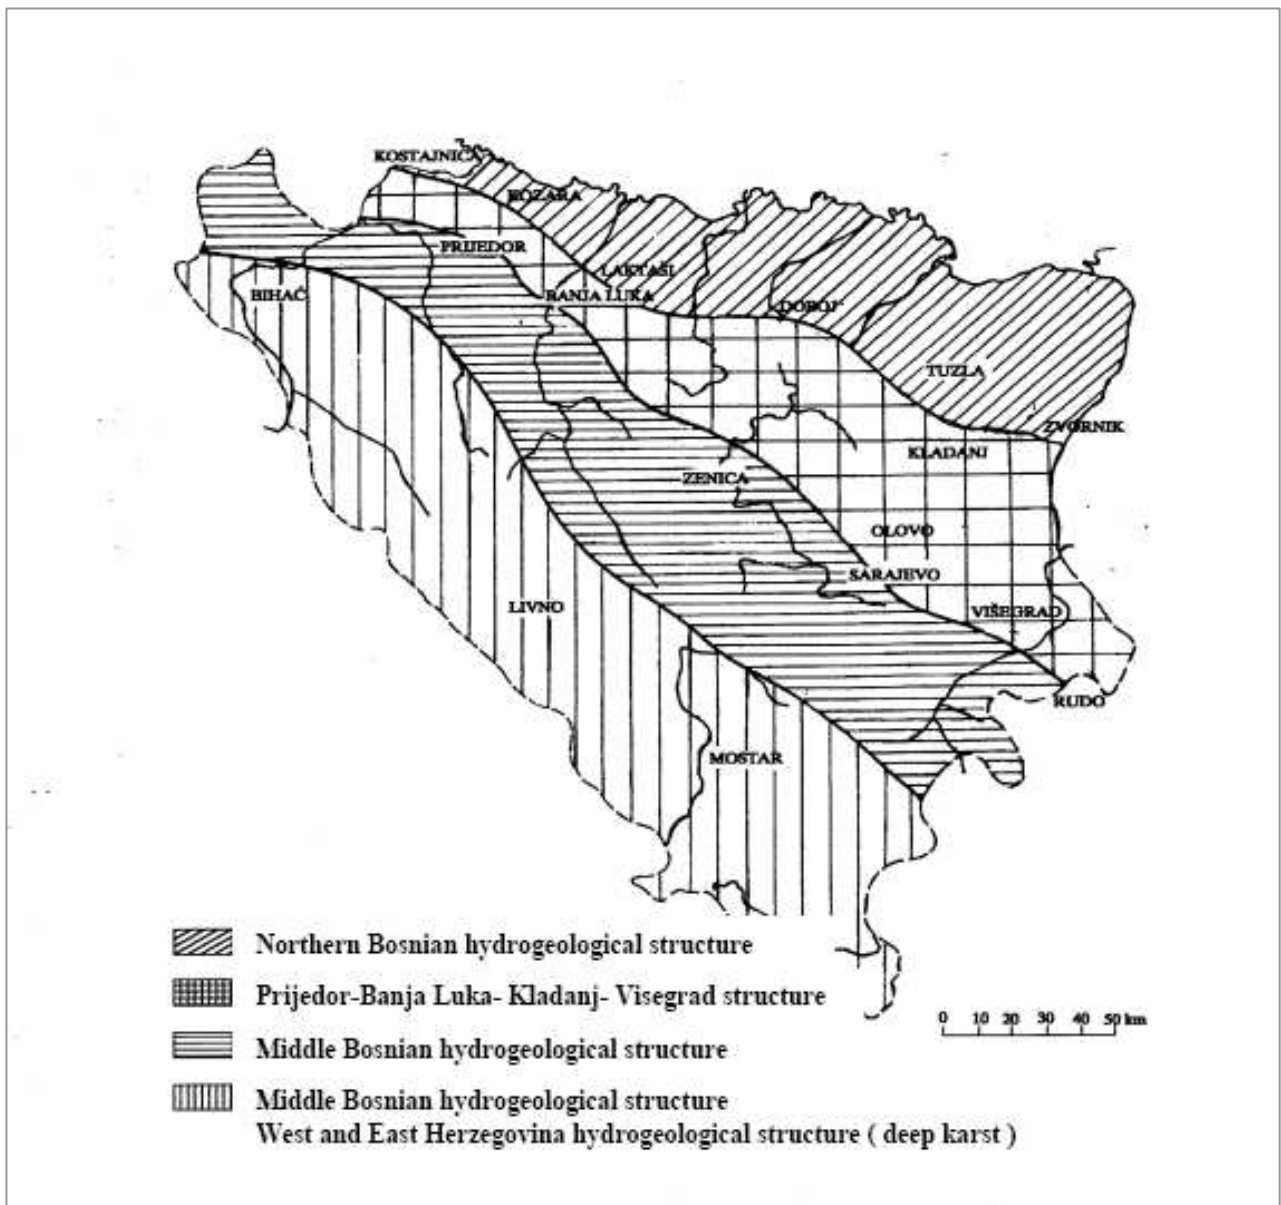 KOSTAJNICA
KOZARA
PRIJEDOR
LAKTAŠI
BIHAĆ
BANJA LUKA
DOBOJ
TUZLA
ZVORNIK
KLADANJ
ZENICA
OLOVO
SARAJEVO
LIVNO
VIŠEGRAD
RUDO
MOSTAR
Northern Bosnian hydrogeological structure
Prijedor-Banja Luka- Kladanj- Visegrad structure
0 10 20 30 40 50 km
Middle Bosnian hydrogeological structure
Middle Bosnian hydrogeological structure
West and East Herzegovina hydrogeological structure ( deep karst )